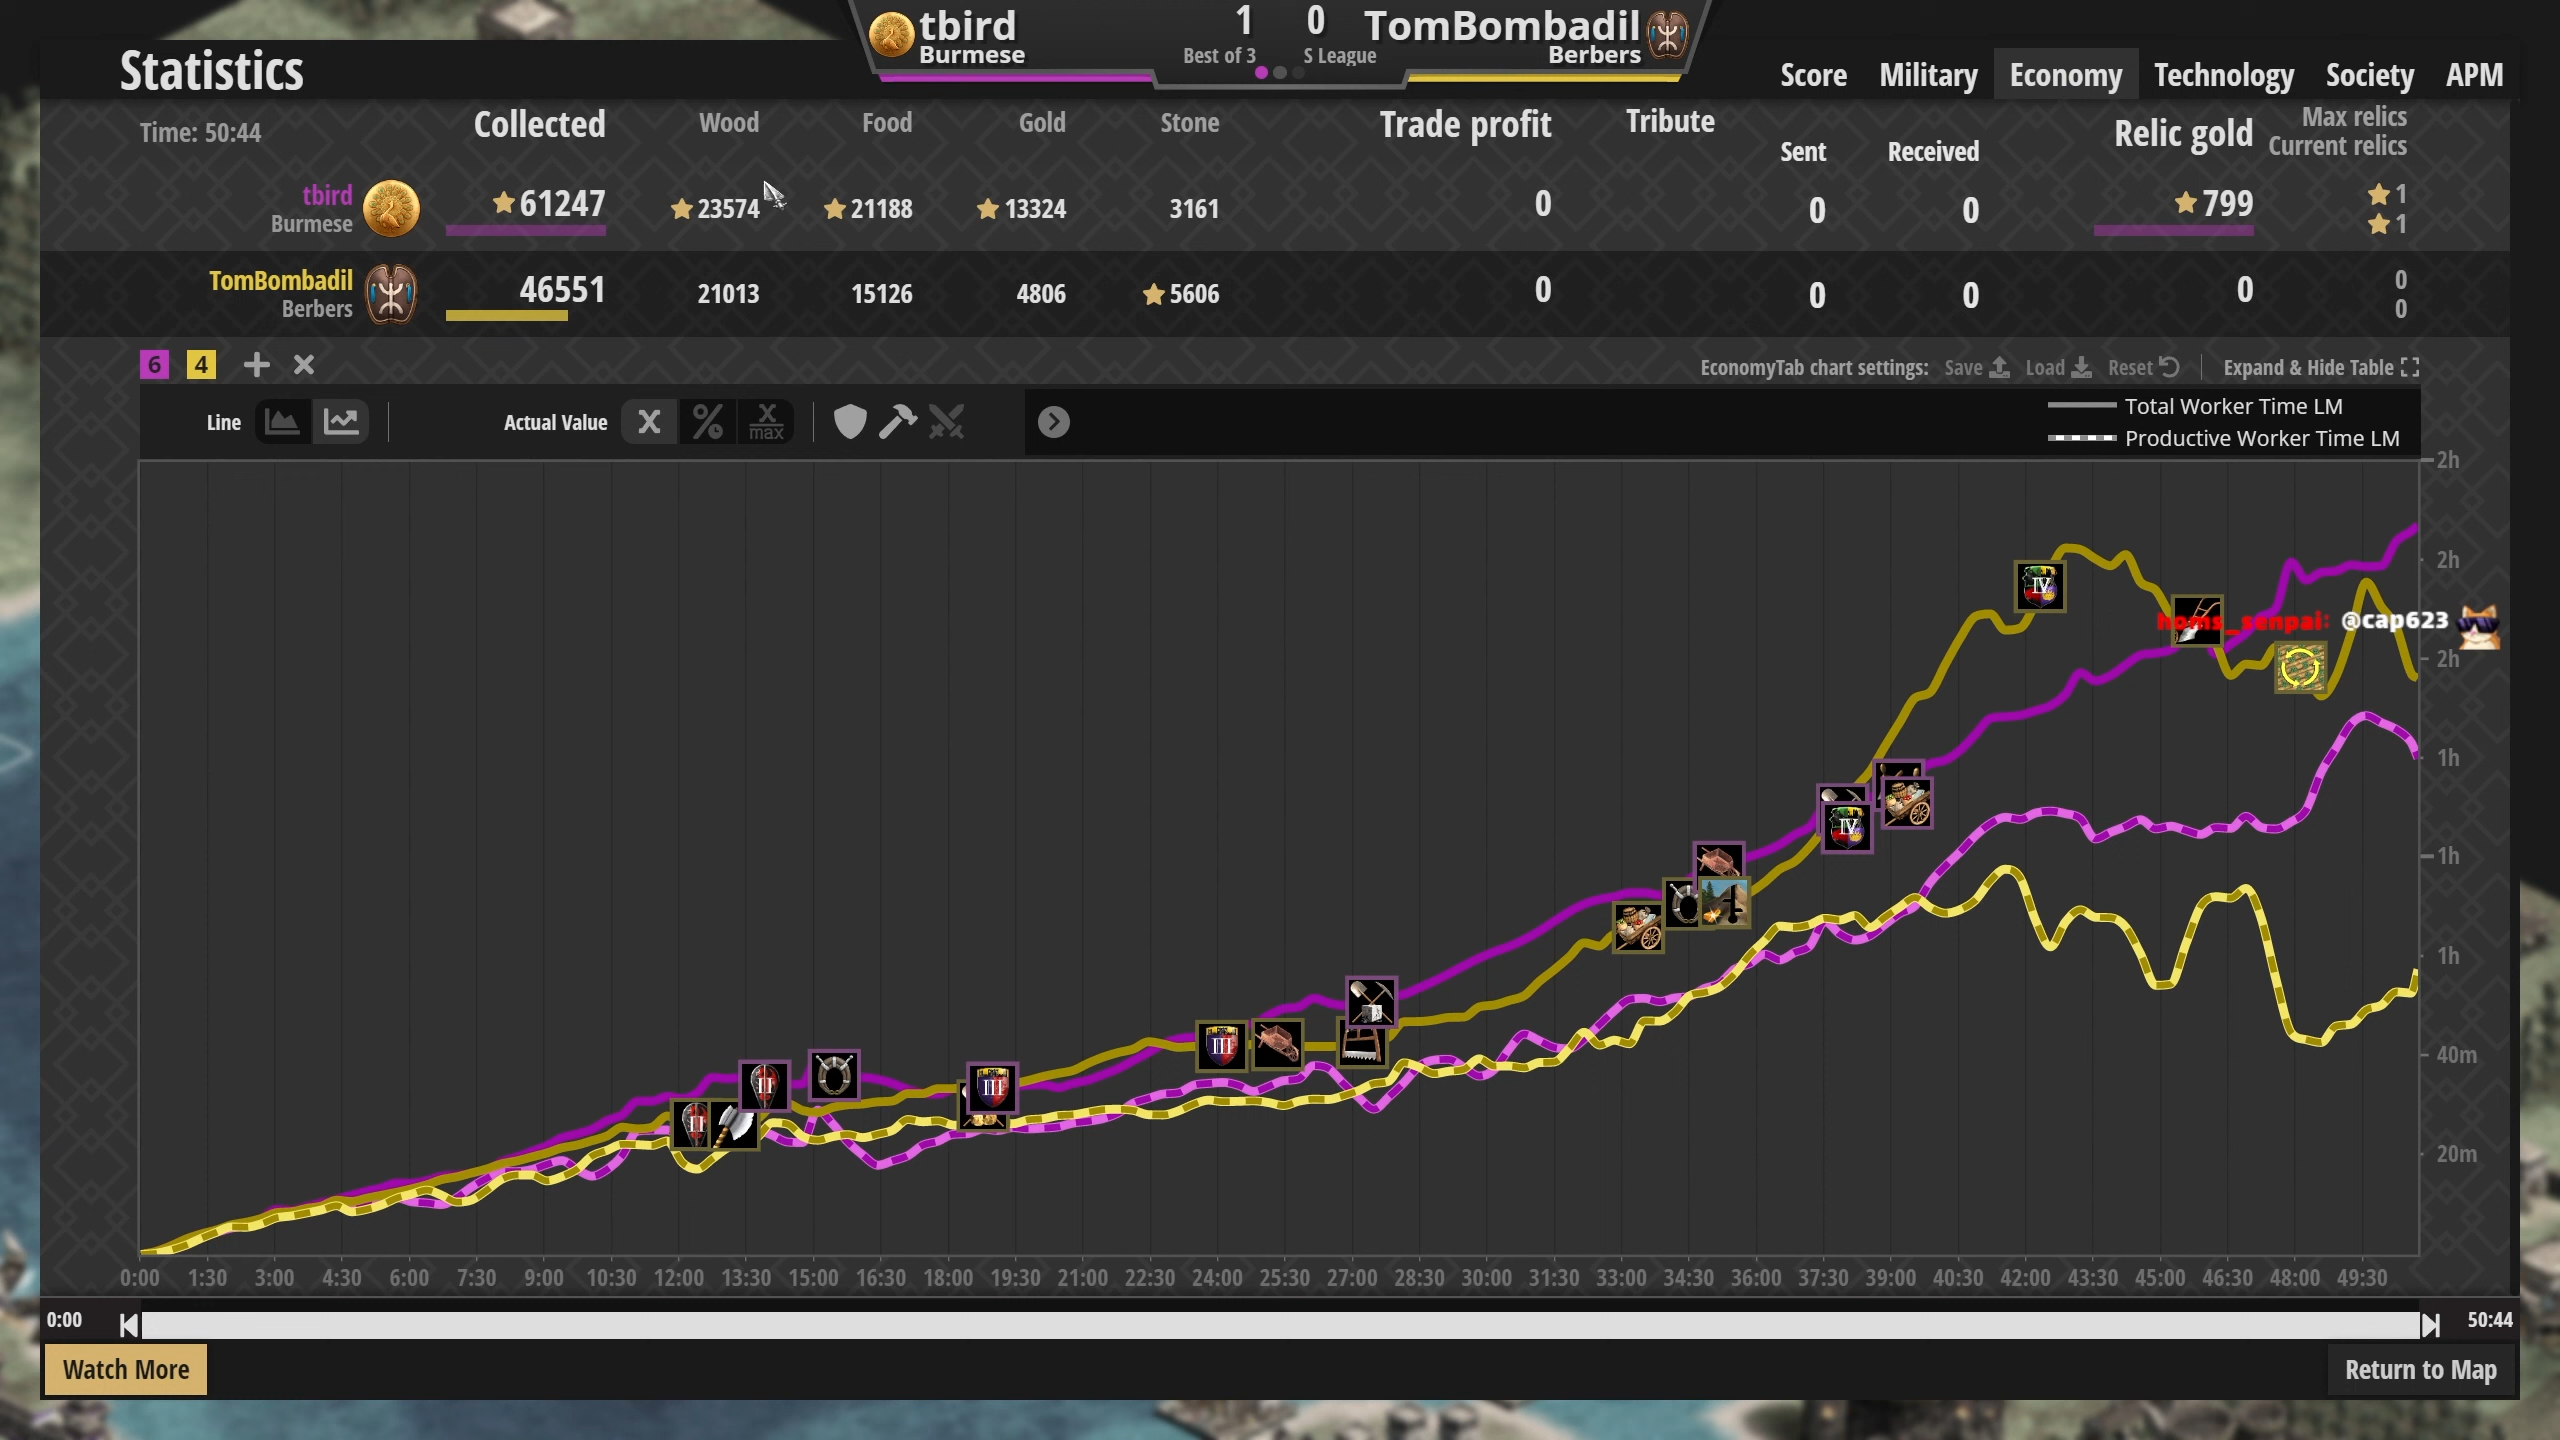 tbird
Burmese
1 0
Best of 3 S League
TomBombadil
Berbers
Statistics
Score Military Economy Technology Society APM
Time: 50:44
Collected Wood Food Gold Stone
Trade profit
Tribute
Sent Received
Relic gold
Max relics
Current relics
tbird
Burmese
61247 23574 21188 13324 3161 0 0 0 799 1
1
TomBombadil
Berbers
46551 21013 15126 4806 5606 0 0 0 0 0
0
6 4
EconomyTab chart settings: Save Load Reset Expand & Hide Table
Line Actual Value X % X
max
Total Worker Time LM
Productive Worker Time LM
2h
2h
homs_senpai: @cap623
2h
1h
1h
1h
40m
20m
IV
IV
III
III
II
II
0:00 1:30 3:00 4:30 6:00 7:30 9:00 10:30 12:00 13:30 15:00 16:30 18:00 19:30 21:00 22:30 24:00 25:30 27:00 28:30 30:00 31:30 33:00 34:30 36:00 37:30 39:00 40:30 42:00 43:30 45:00 46:30 48:00 49:30
0:00 50:44
Watch More Return to Map